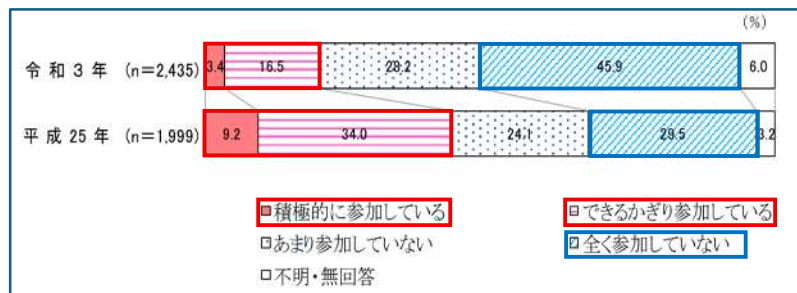 (%)
令和3年 (n=2,435) 3.4 16.5 28.2 45.9 6.0
平成25年 (n=1,999) 9.2 34.0 24.1 29.5 3.2
積極的に参加している できるかぎり参加している
あまり参加していない 全く参加していない
不明・無回答